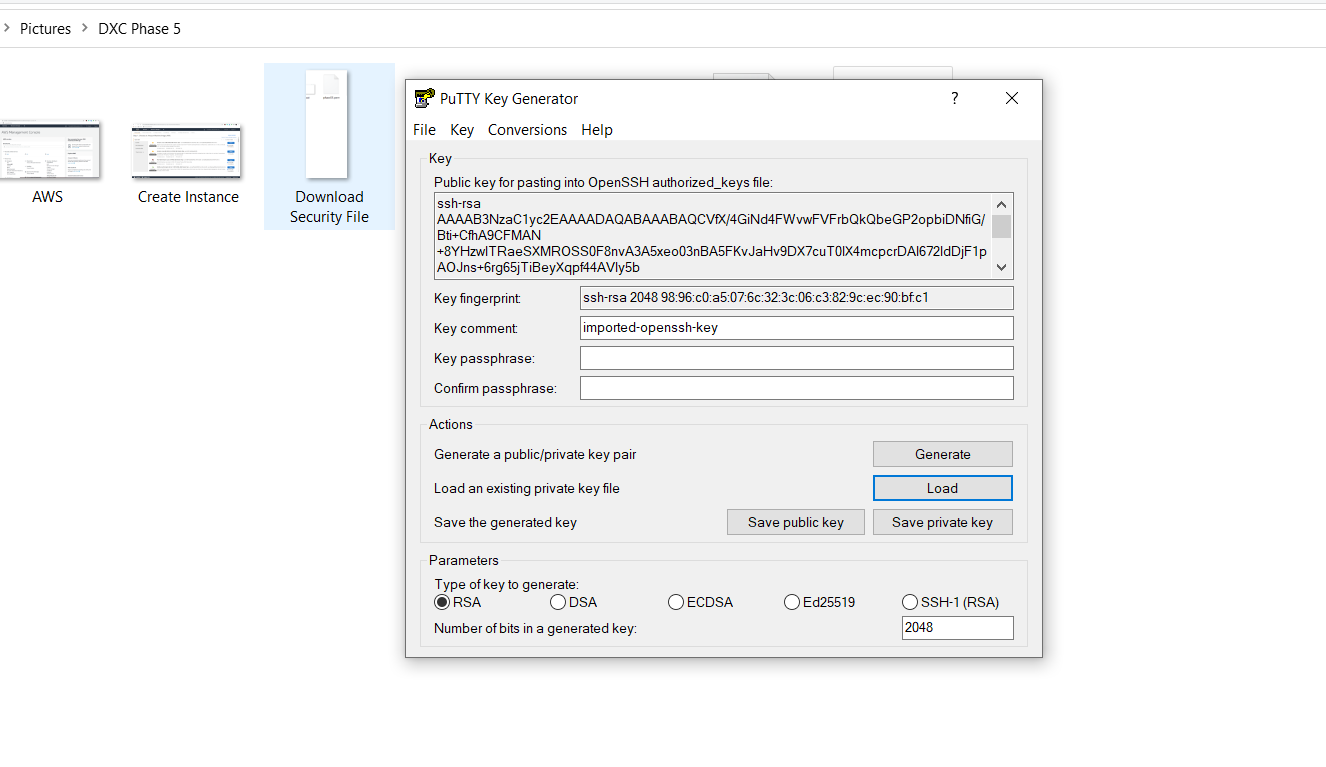 Pictures > DXC Phase 5
AWS
Create Instance
Download
Security File
PuTTY Key Generator
?
File Key Conversions Help
Key
Public key for pasting into OpenSSH authorized_keys file:
ssh-rsa
AAAAB3NzaC1yc2EAAAADAQABAAABAQCVfX/4GiNd4FWvwFVFrbQkQbeGP2opbiDNfiG/
Bti+CfhA9CFMAN
+8YHzwlTRaeSXMROSS0F8nvA3A5xeo03nBA5FKvJaHv9DX7cuT0lX4mcpcrDAl672IdDjF1p
AOJns+6rg65jTiBeyXqpf44AVly5b
Key fingerprint: ssh-rsa 2048 98:96:c0:a5:07:6c:32:3c:06:c3:82:9c:ec:90:bf:c1
Key comment: imported-openssh-key
Key passphrase:
Confirm passphrase:
Actions
Generate a public/private key pair Generate
Load an existing private key file Load
Save the generated key Save public key Save private key
Parameters
Type of key to generate:
RSA DSA ECDSA Ed25519 SSH-1 (RSA)
Number of bits in a generated key: 2048